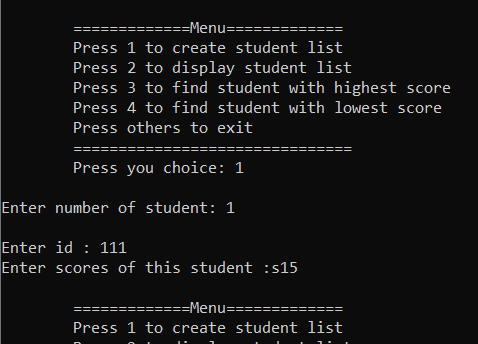 =============Menu=============
Press 1 to create student list
Press 2 to display student list
Press 3 to find student with highest score
Press 4 to find student with lowest score
Press others to exit
===============================
Press you choice: 1
Enter number of student: 1
Enter id : 111
Enter scores of this student :s15
=============Menu=============
Press 1 to create student list